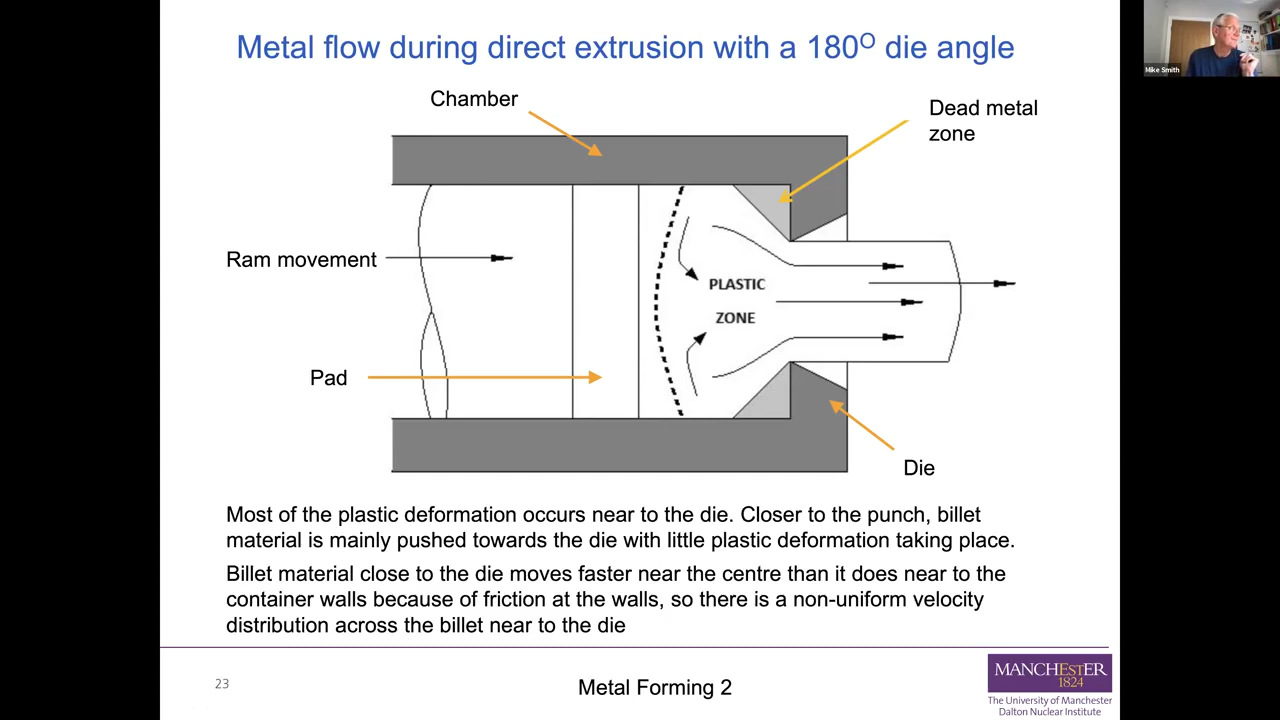 Metal flow during direct extrusion with a 180O die angle
Mike Smith
Chamber
Dead metal
zone
Ram movement
PLASTIC
ZONE
Pad
Die
Most of the plastic deformation occurs near to the die. Closer to the punch, billet
material is mainly pushed towards the die with little plastic deformation taking place.
Billet material close to the die moves faster near the centre than it does near to the
container walls because of friction at the walls, so there is a non-uniform velocity
distribution across the billet near to the die
23
Metal Forming 2
MANCHESTER
1824
The University of Manchester
Dalton Nuclear Institute